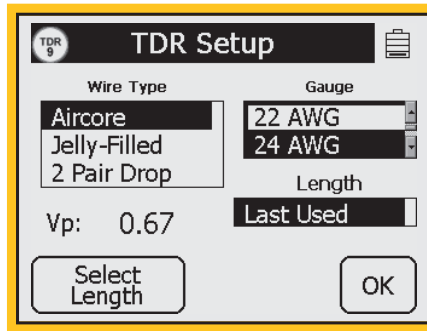 TDR
9
TDR Setup
Wire Type
Gauge
Aircore
Jelly-Filled
2 Pair Drop
22 AWG
24 AWG
Length
Last Used
Vp: 0.67
Select
Length
OK